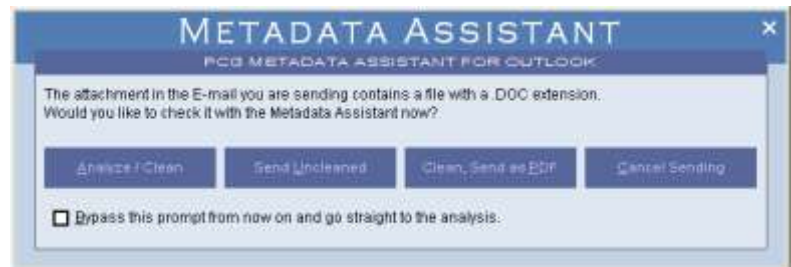 METADATA ASSISTANT
×
PCG METADATA ASSISTANT FOR OUTLOOK
The attachment in the E-mail you are sending contains a file with a .DOC extension.
Would you like to check it with the Metadata Assistant now?
Analyze / Clean    Send Uncleaned    Clean, Send as PDF    Cancel Sending
Bypass this prompt from now on and go straight to the analysis.